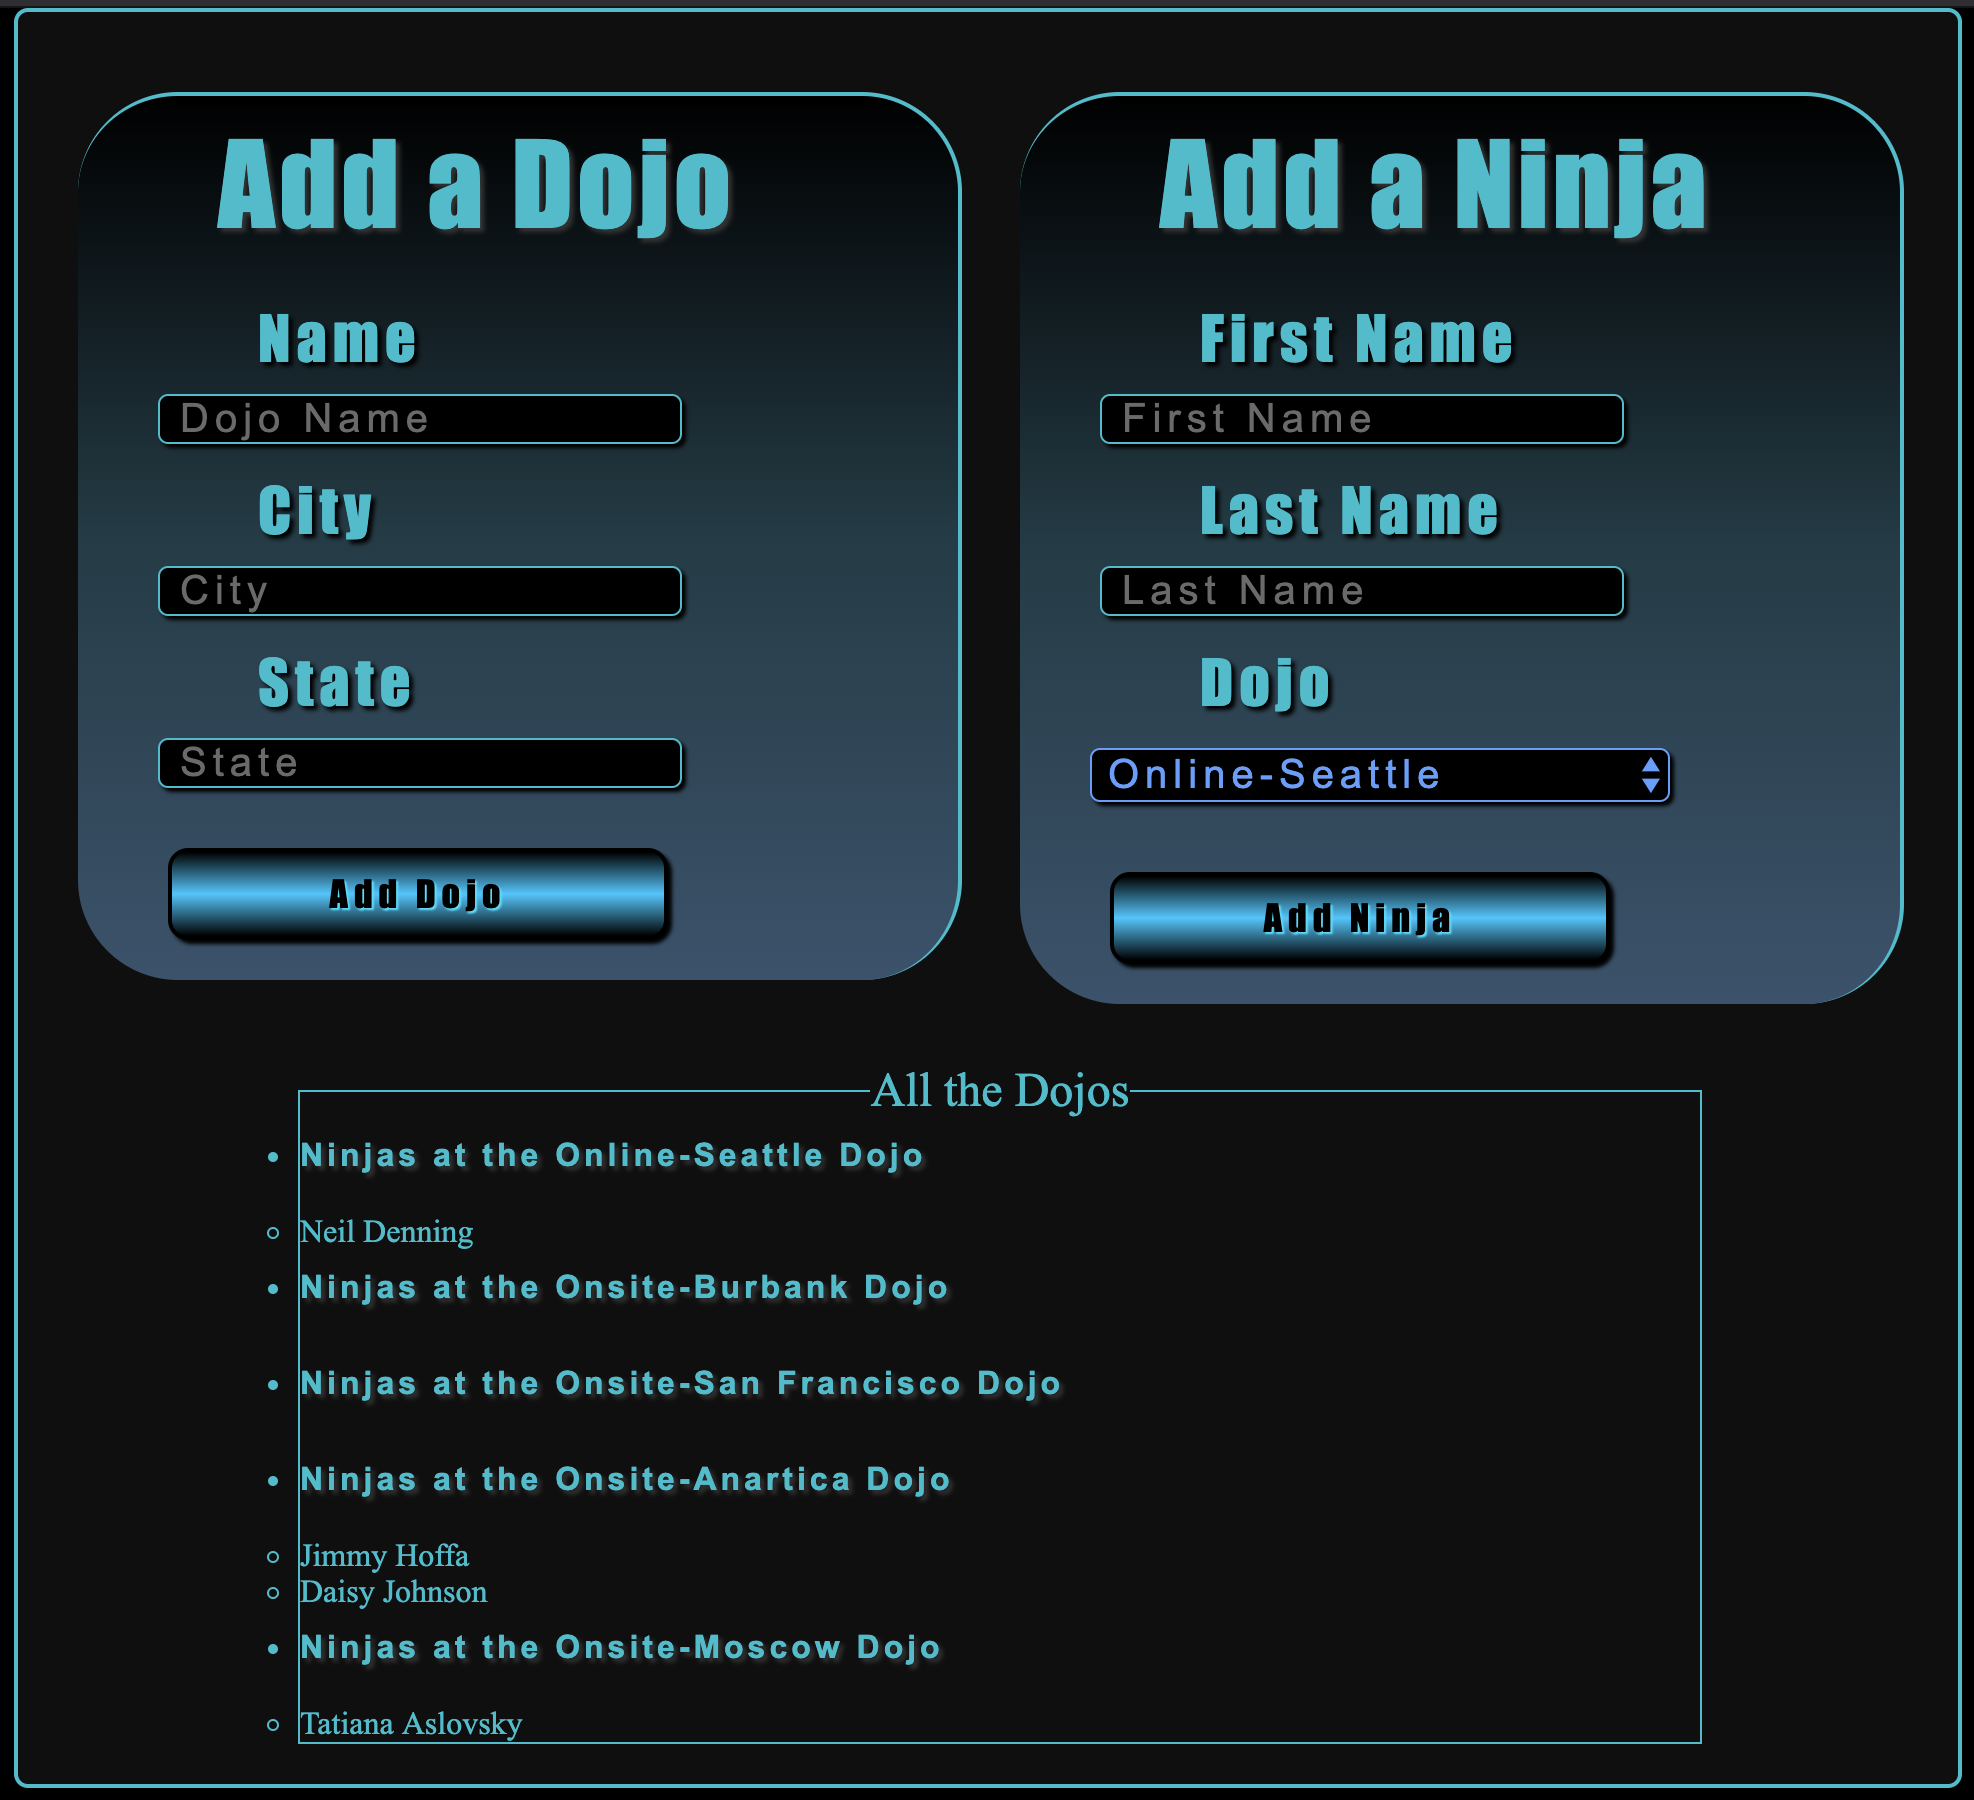 Add a Dojo
Name
Dojo Name
City
City
State
State
Add Dojo
Add a Ninja
First Name
First Name
Last Name
Last Name
Dojo
Online-Seattle
Add Ninja
All the Dojos
Ninjas at the Online-Seattle Dojo
Neil Denning
Ninjas at the Onsite-Burbank Dojo
Ninjas at the Onsite-San Francisco Dojo
Ninjas at the Onsite-Anartica Dojo
Jimmy Hoffa
Daisy Johnson
Ninjas at the Onsite-Moscow Dojo
Tatiana Aslovsky